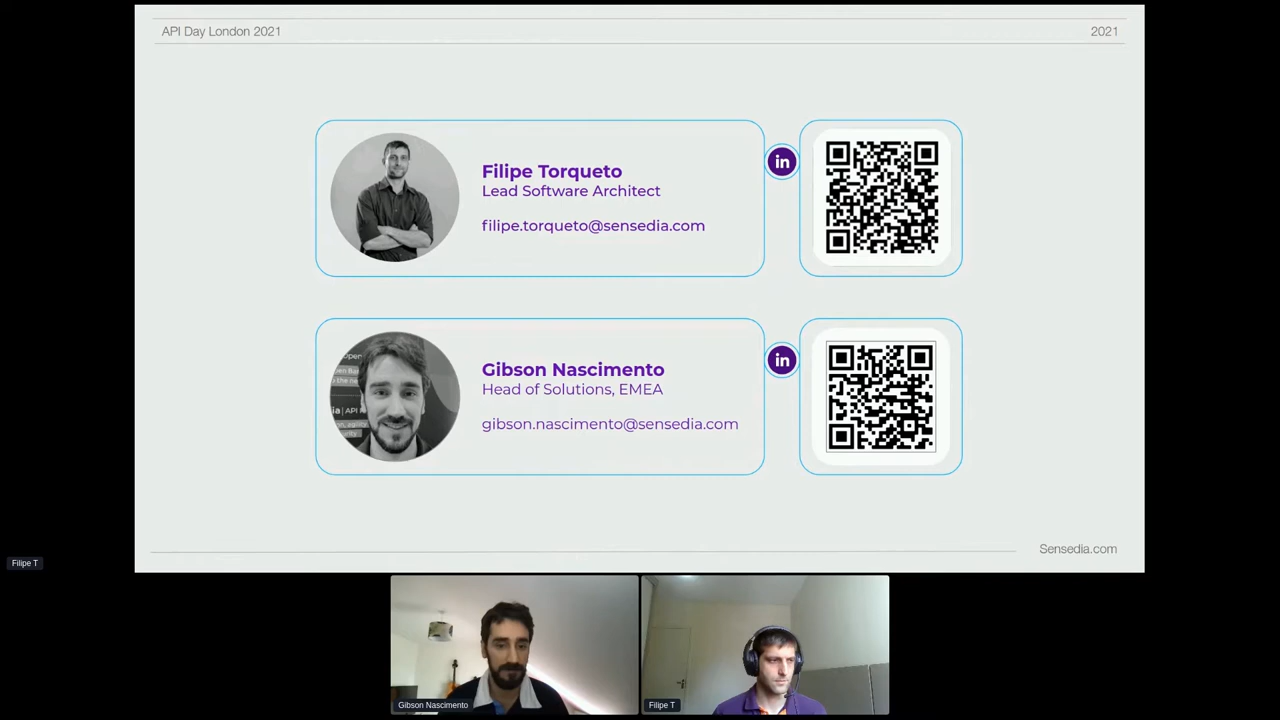 API Day London 2021
2021
Filipe Torqueto
Lead Software Architect
filipe.torqueto@sensedia.com
in
Gibson Nascimento
Head of Solutions, EMEA
gibson.nascimento@sensedia.com
in
Sensedia.com
Filipe T
Gibson Nascimento
Filipe T